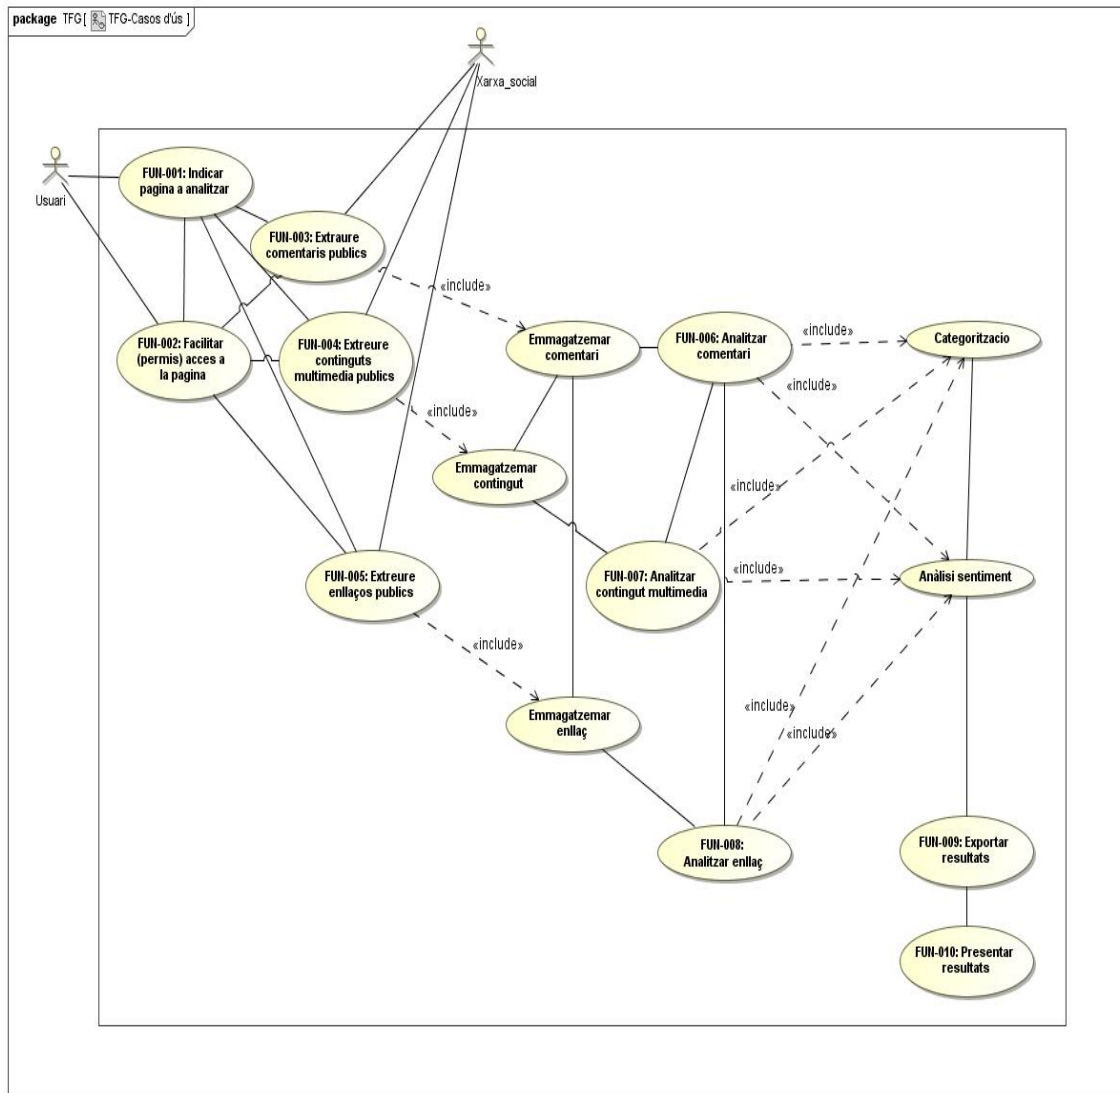 package TFG [ TFG-Casos d'ús ]
Xarxa_social
Usuari
FUN-001: Indicar
pagina a analitzar
FUN-003: Extraure
comentaris publics
«include»
FUN-002: Facilitar
(permis) acces a
la pagina
FUN-004: Extreure
continguts
multimedia publics
Emmagatzemar
comentari
FUN-006: Analitzar
comentari
«include»
Categoritzacio
«include»
«include»
Emmagatzemar
contingut
«include»
FUN-005: Extreure
enllaços publics
FUN-007: Analitzar
contingut multimedia
«include»
Anàlisi sentiment
«include»
Emmagatzemar
enllaç
«include»
«include»
FUN-008:
Analitzar enllaç
FUN-009: Exportar
resultats
FUN-010: Presentar
resultats